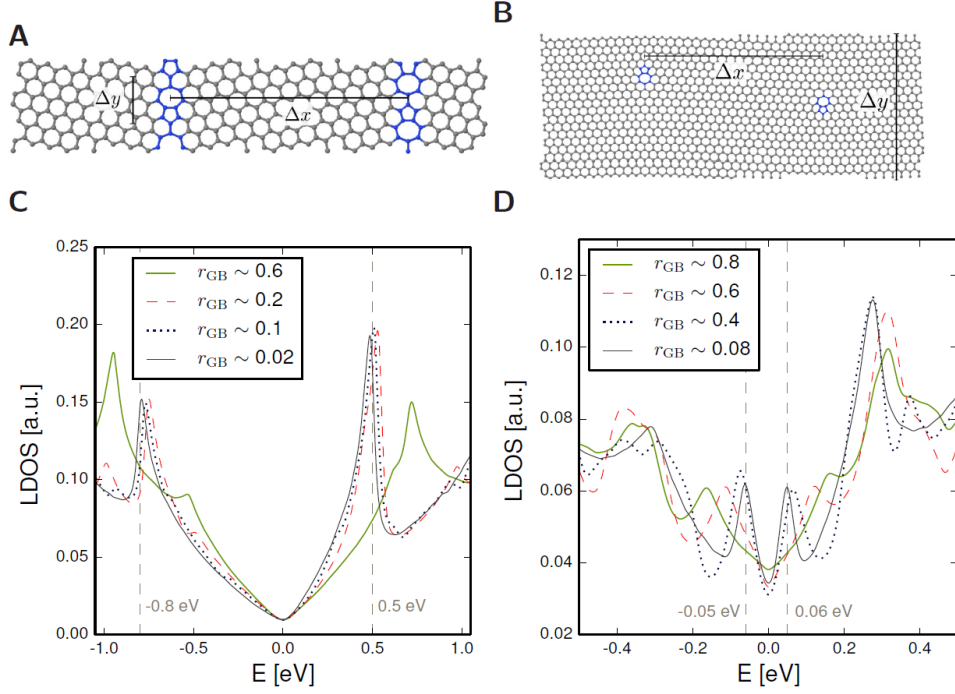 A
Δy
Δx
B
Δx
Δy
C
LDOS [a.u.]
0.25
0.20
0.15
0.10
0.05
0.00
r_GB ∼ 0.6
r_GB ∼ 0.2
r_GB ∼ 0.1
r_GB ∼ 0.02
-0.8 eV
0.5 eV
-1.0
-0.5
0.0
0.5
1.0
E [eV]
D
LDOS [a.u.]
0.12
0.10
0.08
0.06
0.04
0.02
r_GB ∼ 0.8
r_GB ∼ 0.6
r_GB ∼ 0.4
r_GB ∼ 0.08
-0.05 eV
0.06 eV
-0.4
-0.2
0.0
0.2
0.4
E [eV]